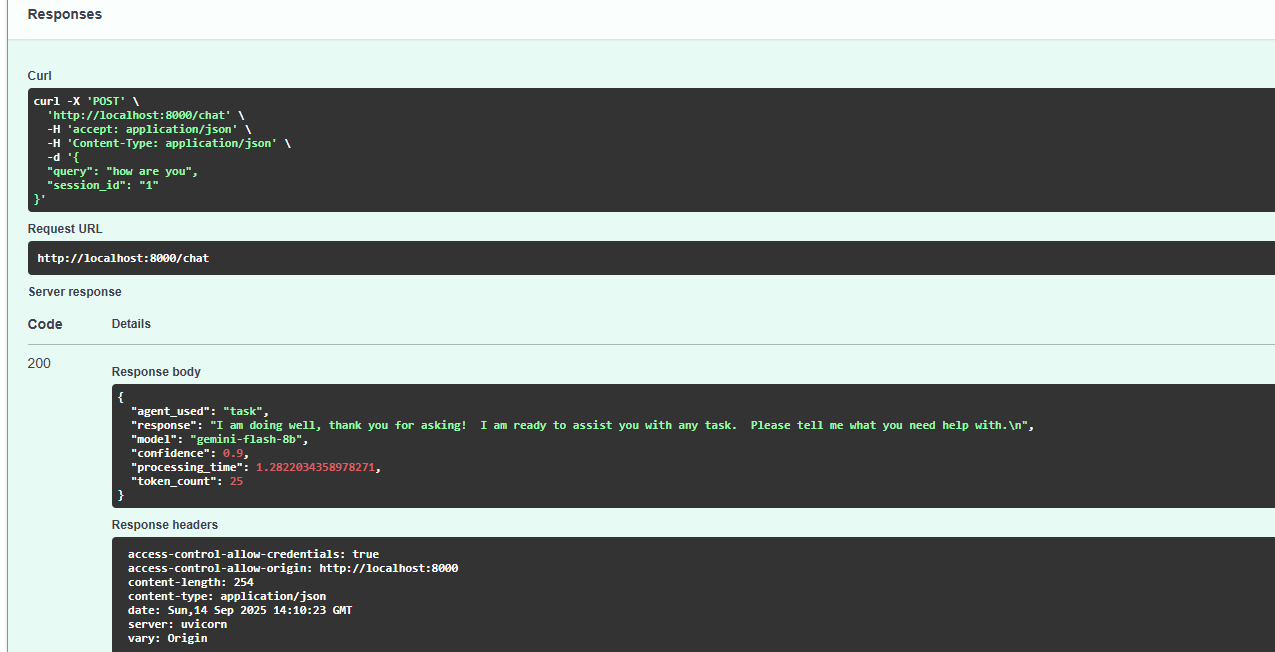 Responses
Curl
curl -X 'POST' \
  'http://localhost:8000/chat' \
  -H 'accept: application/json' \
  -H 'Content-Type: application/json' \
  -d '{
  "query": "how are you",
  "session_id": "1"
}'
Request URL
http://localhost:8000/chat
Server response
Code Details
200
Response body
{
  "agent_used": "task",
  "response": "I am doing well, thank you for asking!  I am ready to assist you with any task.  Please tell me what you need help with.\n",
  "model": "gemini-flash-8b",
  "confidence": 0.9,
  "processing_time": 1.2822034358978271,
  "token_count": 25
}
Response headers
access-control-allow-credentials: true
access-control-allow-origin: http://localhost:8000
content-length: 254
content-type: application/json
date: Sun,14 Sep 2025 14:10:23 GMT
server: uvicorn
vary: Origin